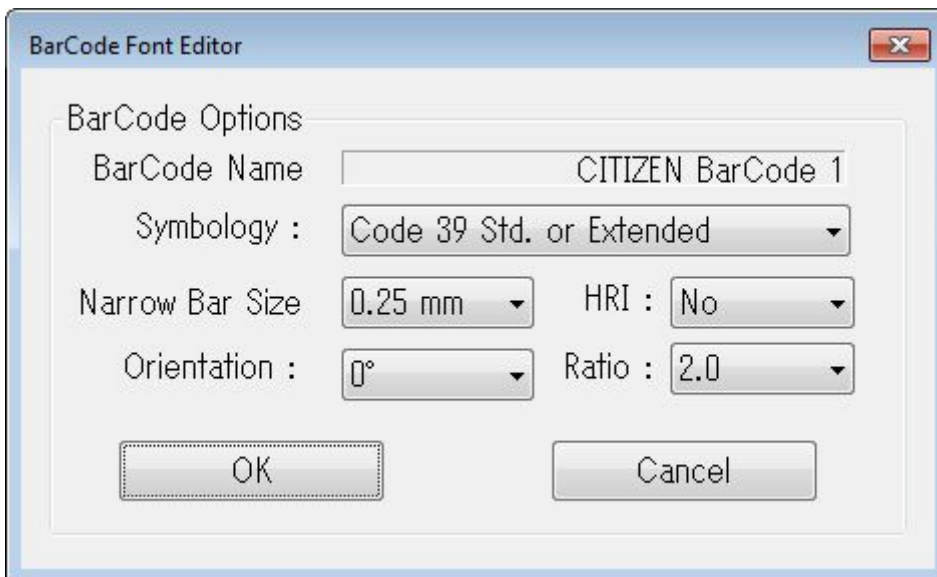 BarCode Font Editor
BarCode Options
BarCode Name CITIZEN BarCode 1
Symbology : Code 39 Std. or Extended
Narrow Bar Size 0.25 mm HRI : No
Orientation : 0° Ratio : 2.0
OK Cancel